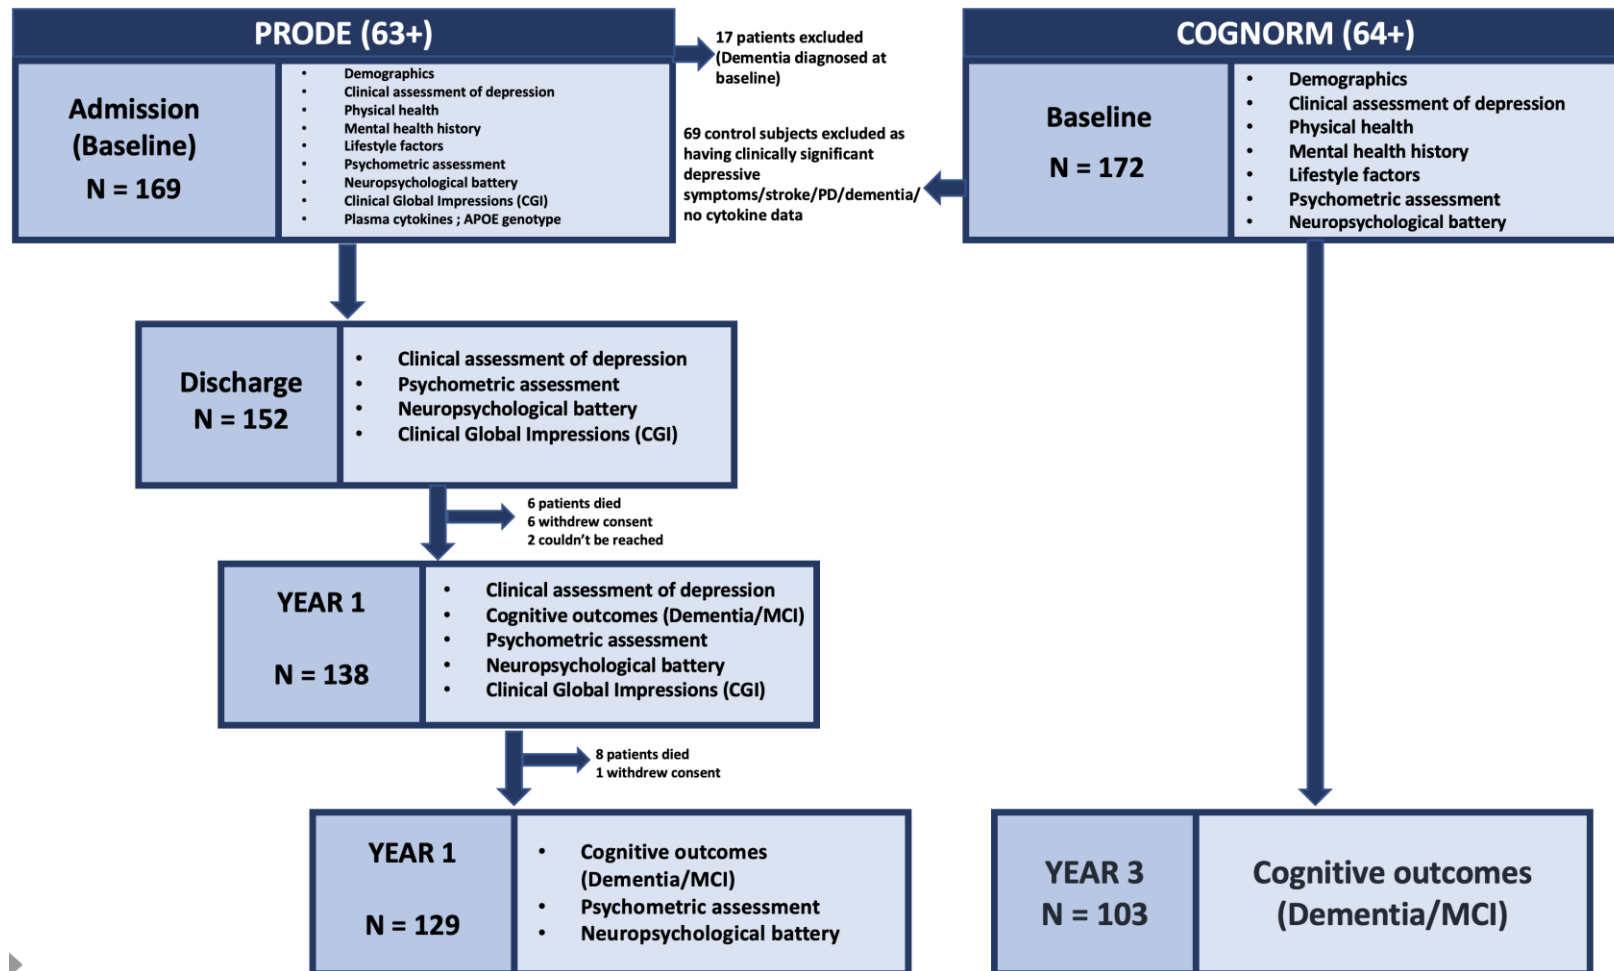 PRODE (63+)
Admission
(Baseline)
N = 169
• Demographics
• Clinical assessment of depression
• Physical health
• Mental health history
• Lifestyle factors
• Psychometric assessment
• Neuropsychological battery
• Clinical Global Impressions (CGI)
• Plasma cytokines ; APOE genotype
17 patients excluded
(Dementia diagnosed at
baseline)
69 control subjects excluded as
having clinically significant
depressive
symptoms/stroke/PD/dementia/
no cytokine data
COGNORM (64+)
Baseline
N = 172
• Demographics
• Clinical assessment of depression
• Physical health
• Mental health history
• Lifestyle factors
• Psychometric assessment
• Neuropsychological battery
Discharge
N = 152
• Clinical assessment of depression
• Psychometric assessment
• Neuropsychological battery
• Clinical Global Impressions (CGI)
6 patients died
6 withdrew consent
2 couldn't be reached
YEAR 1
N = 138
• Clinical assessment of depression
• Cognitive outcomes (Dementia/MCI)
• Psychometric assessment
• Neuropsychological battery
• Clinical Global Impressions (CGI)
8 patients died
1 withdrew consent
YEAR 1
N = 129
• Cognitive outcomes
(Dementia/MCI)
• Psychometric assessment
• Neuropsychological battery
YEAR 3
N = 103
Cognitive outcomes
(Dementia/MCI)